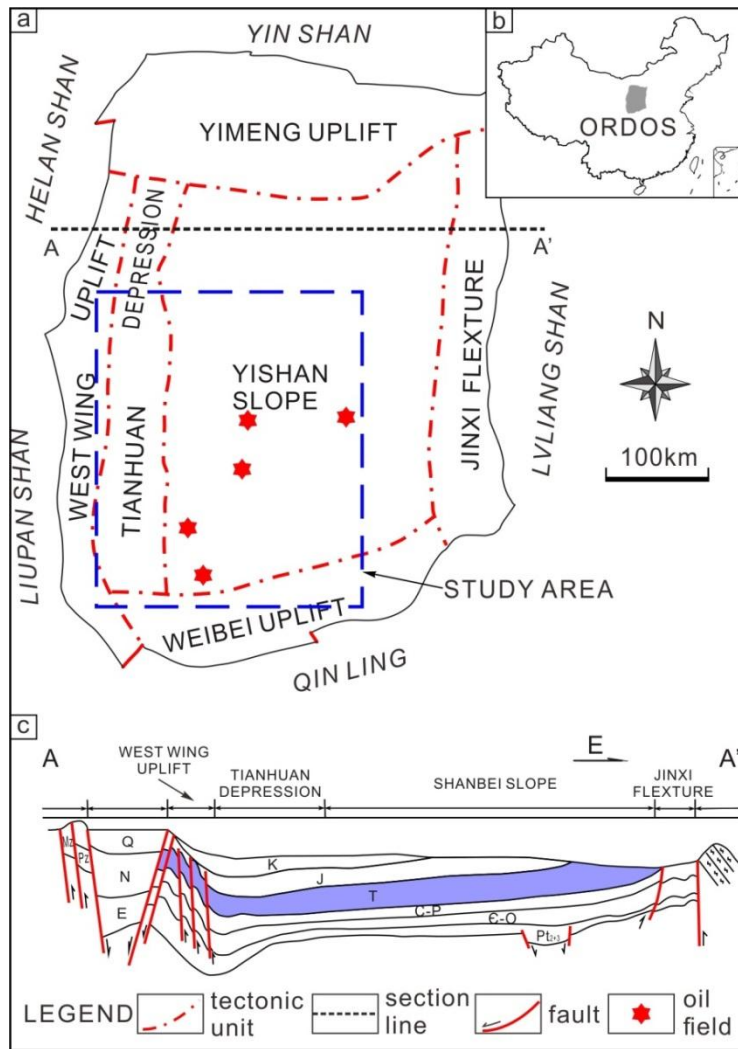 a
YIN SHAN
b
ORDOS
HELAN SHAN
YIMENG UPLIFT
A
A'
UPLIFT
DEPRESSION
YISHAN
SLOPE
WEST WING
TIANHUAN
JINXI FLEXTURE
LVLIANG SHAN
LIUPAN SHAN
N
100km
STUDY AREA
WEIBEI UPLIFT
QIN LING
c
A
WEST WING
UPLIFT
TIANHUAN
DEPRESSION
SHANBEI SLOPE
E
JINXI
FLEXTURE
A'
Mz
Pz
Q
N
E
K
J
T
C-P
Є-O
Pt2+3
LEGEND
tectonic
unit
section
line
fault
oil
field